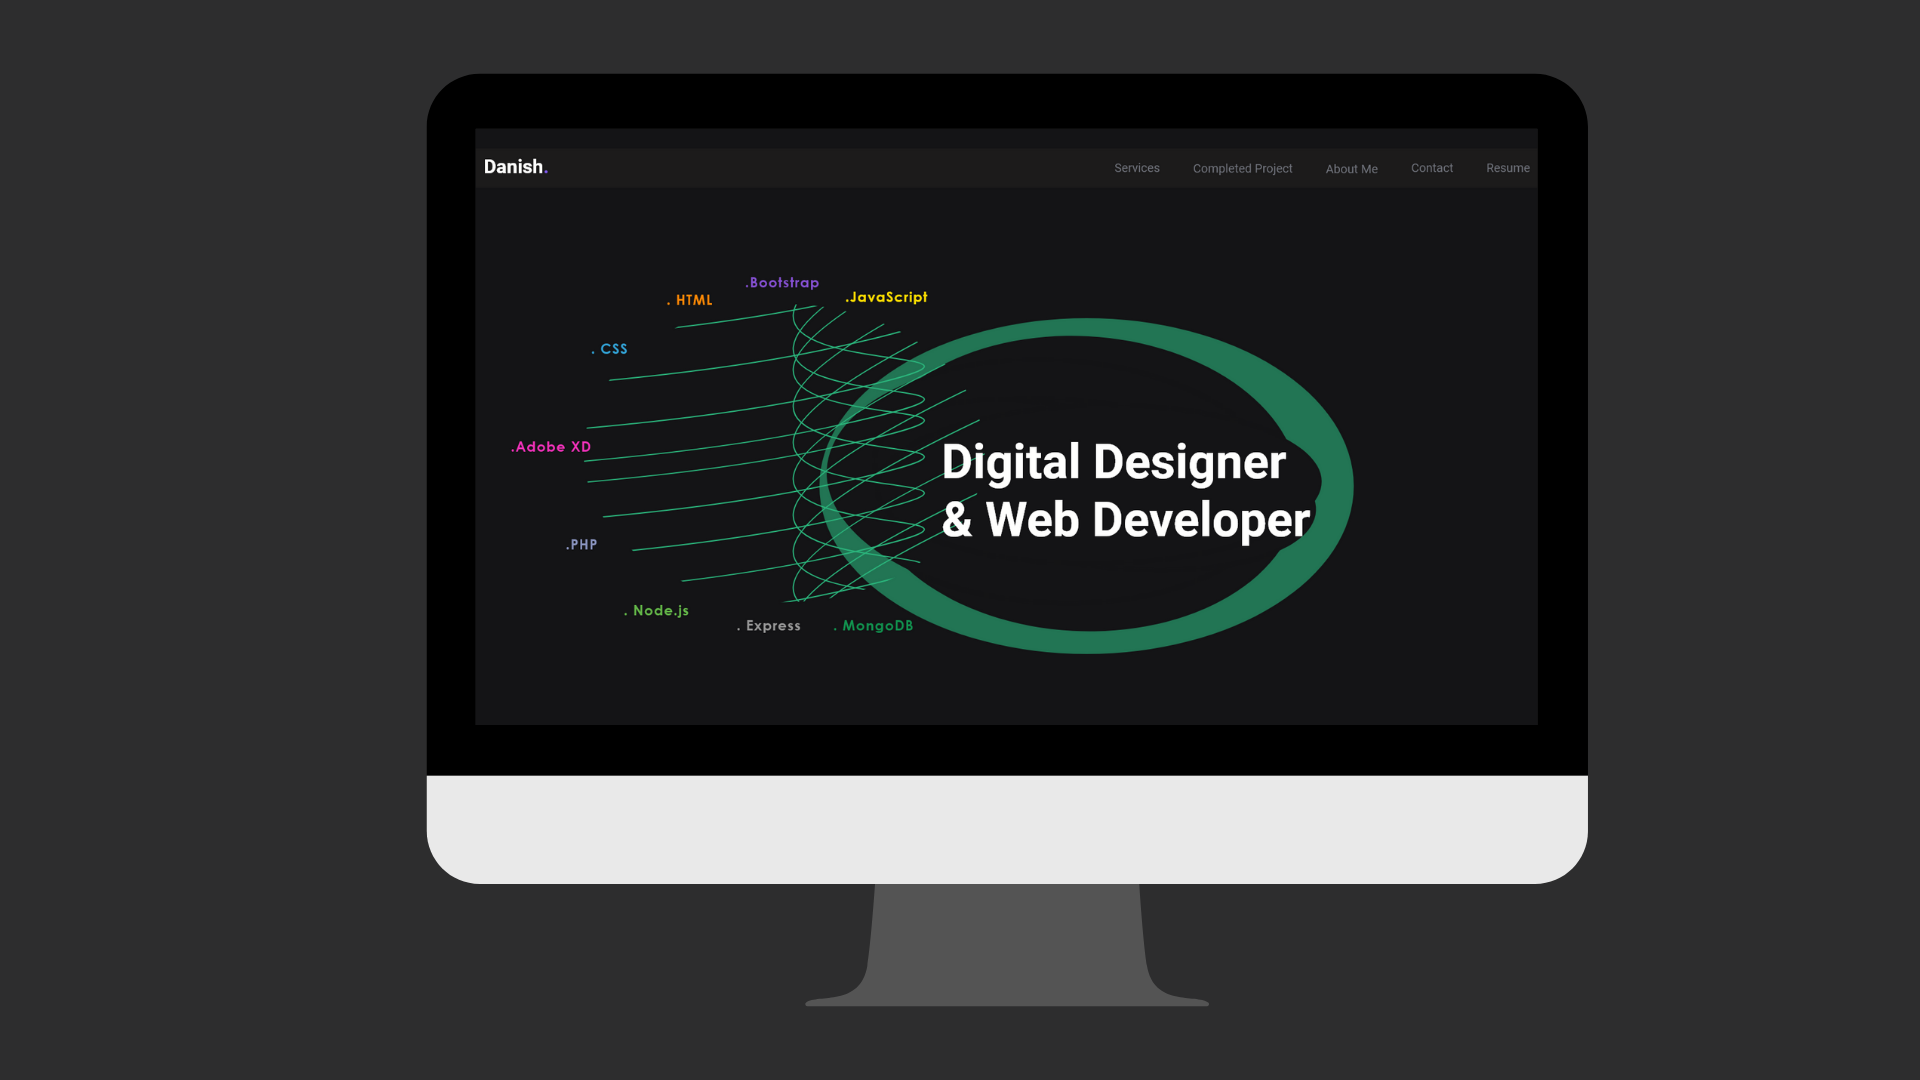 Danish.
Services
Completed Project
About Me
Contact
Resume
.Bootstrap
. HTML
.JavaScript
. CSS
.Adobe XD
Digital Designer
& Web Developer
.PHP
. Node.js
. Express
. MongoDB